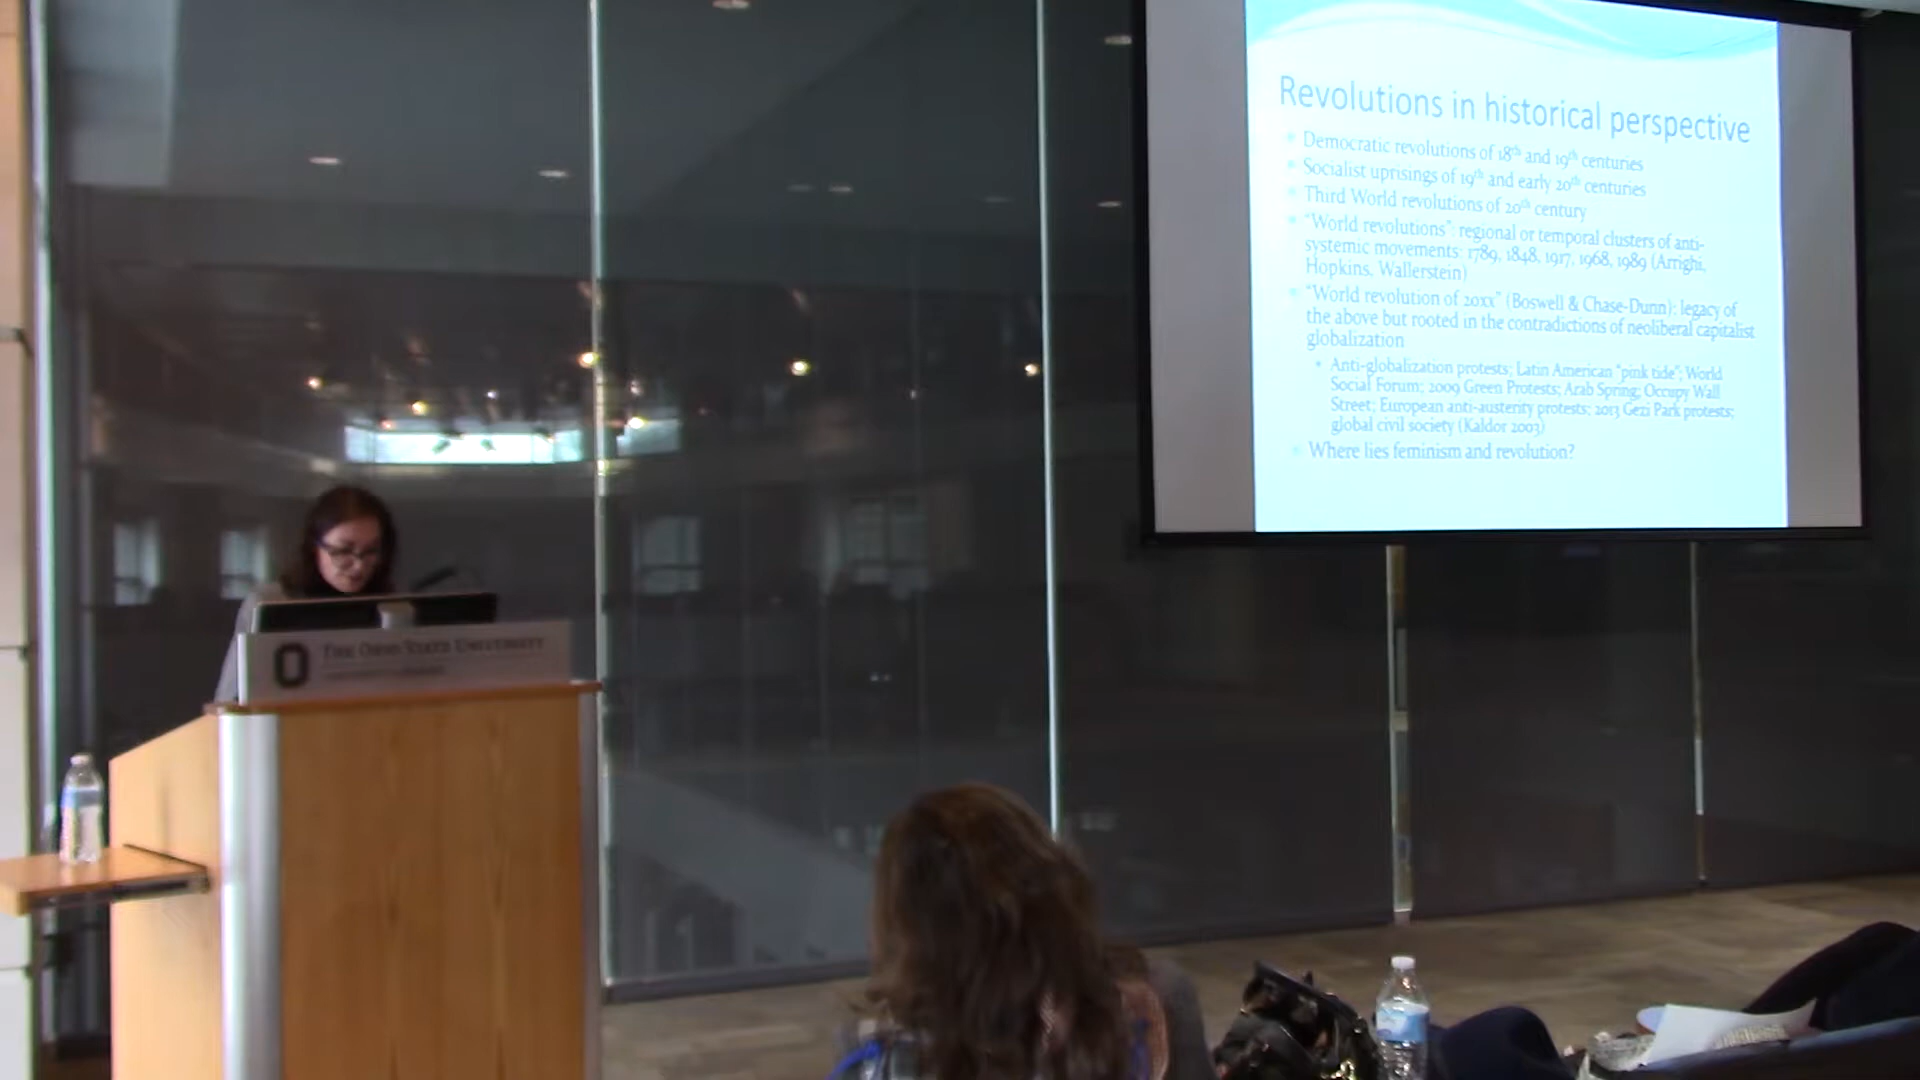 Revolutions in historical perspective
Democratic revolutions of 18th and 19th centuries
Socialist uprisings of 19th and early 20th centuries
Third World revolutions of 20th century
“World revolutions”: regional or temporal clusters of anti-
systemic movements: 1789, 1848, 1917, 1968, 1989 (Arrighi,
Hopkins, Wallerstein)
“World revolution of 20xx” (Boswell & Chase-Dunn): legacy of
the above but rooted in the contradictions of neoliberal capitalist
globalization
Anti-globalization protests; Latin American “pink tide”; World
Social Forum; 2009 Green Protests; Arab Spring; Occupy Wall
Street; European anti-austerity protests; 2013 Gezi Park protests;
global civil society (Kaldor 2003)
Where lies feminism and revolution?
THE OHIO STATE UNIVERSITY